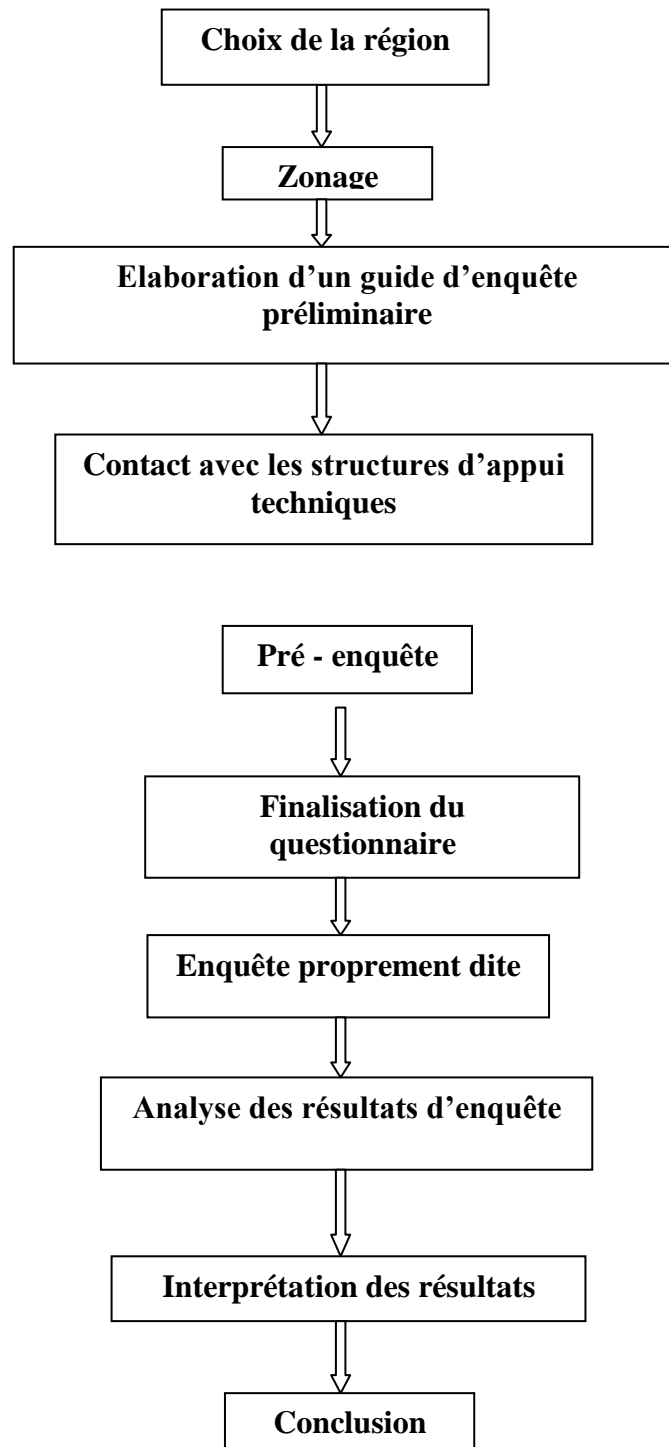 Choix de la région
Zonage
Elaboration d’un guide d’enquête
préliminaire
Contact avec les structures d’appui
techniques
Pré - enquête
Finalisation du
questionnaire
Enquête proprement dite
Analyse des résultats d’enquête
Interprétation des résultats
Conclusion